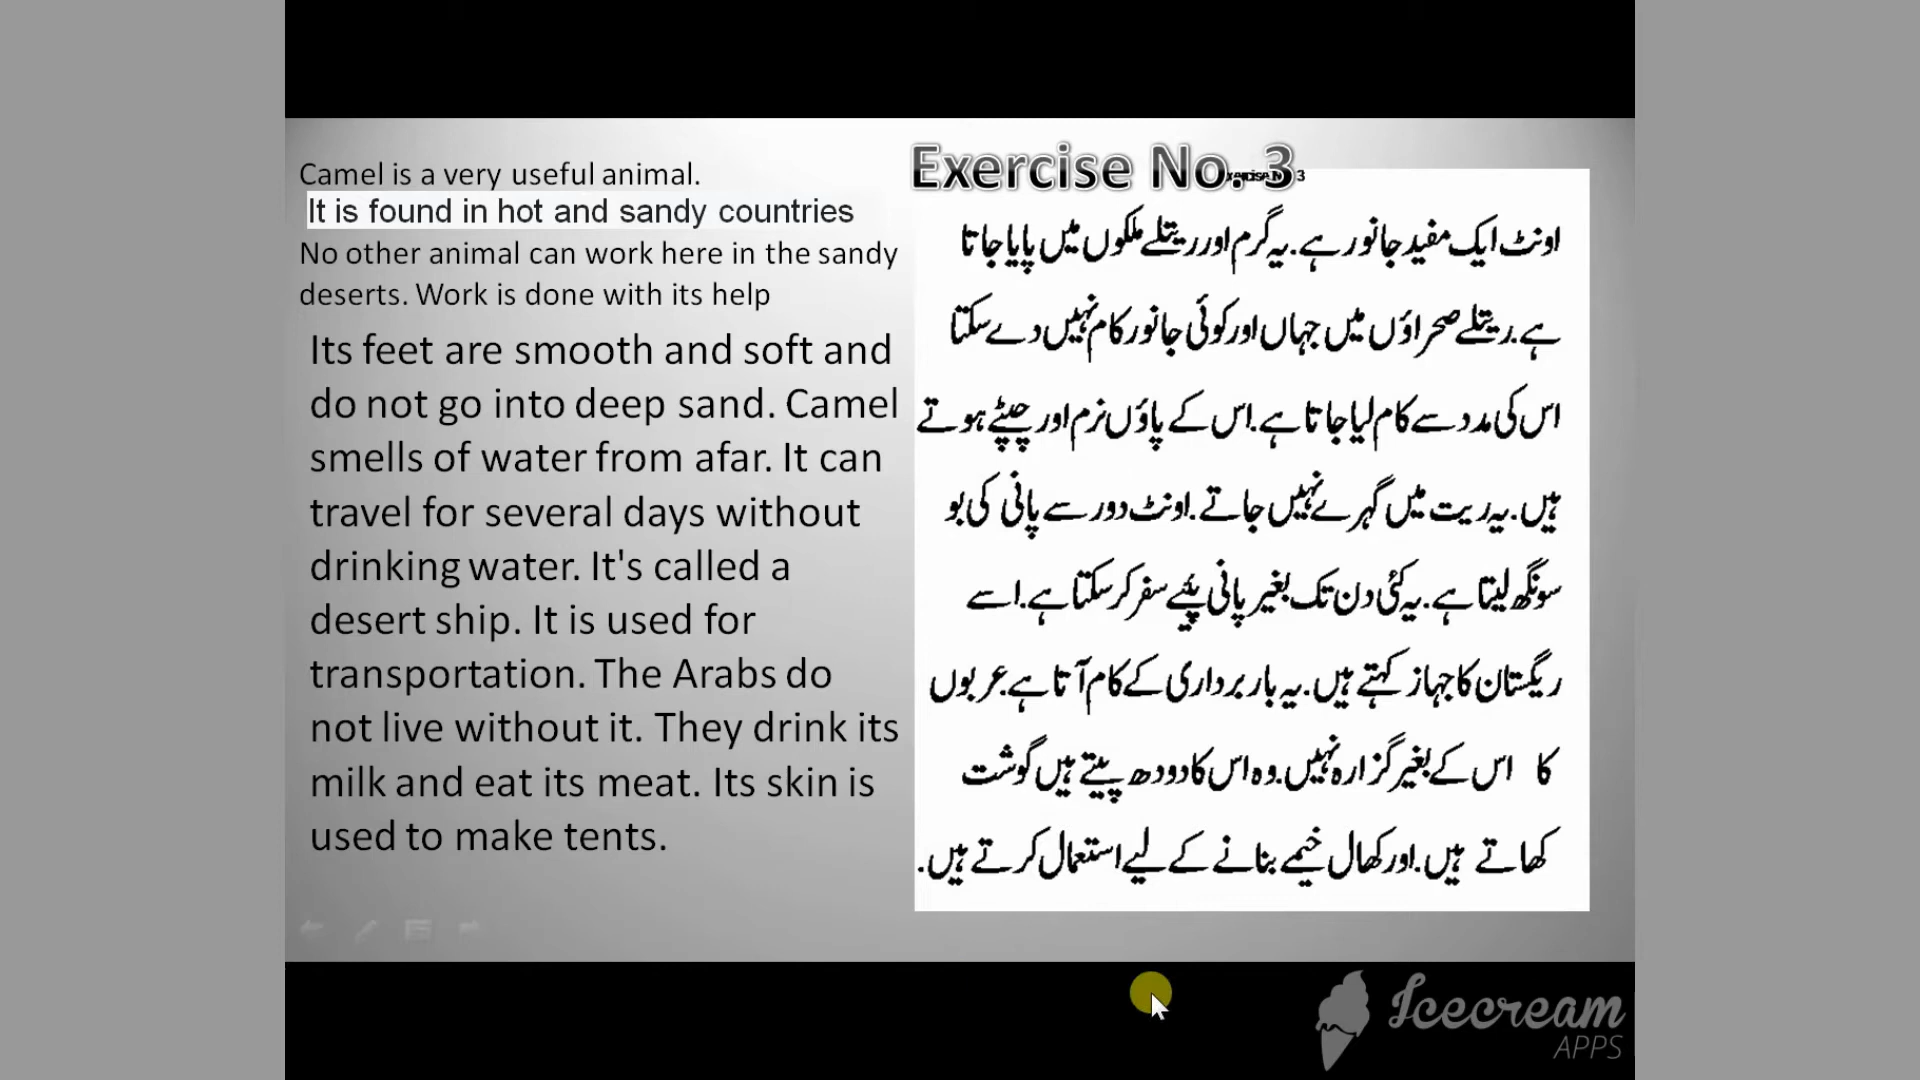 Exercise No. 3
Camel is a very useful animal.
It is found in hot and sandy countries
No other animal can work here in the sandy
deserts. Work is done with its help
Its feet are smooth and soft and
do not go into deep sand. Camel
smells of water from afar. It can
travel for several days without
drinking water. It's called a
desert ship. It is used for
transportation. The Arabs do
not live without it. They drink its
milk and eat its meat. Its skin is
used to make tents.
اونٹ ایک مفید جانور ہے. یہ گرم اور ریتلے ملکوں میں پایا جاتا
ہے. ریتلے صحراؤں میں جہاں اور کوئی جانور کام نہیں دے سکتا
اس کی مدد سے کام لیا جاتا ہے. اس کے پاؤں نرم اور چپٹے ہوتے
ہیں. یہ ریت میں گہرے نہیں جاتے. اونٹ دور سے پانی کی بو
سونگھ لیتا ہے. یہ کئی دن تک بغیر پانی پئیے سفر کر سکتا ہے. اسے
ریگستان کا جہاز کہتے ہیں. یہ بار برداری کے کام آتا ہے. عربوں
کا اس کے بغیر گزارہ نہیں. وہ اس کا دودھ پیتے ہیں گوشت
کھاتے ہیں. اور کھال خیمے بنانے کے لیے استعمال کرتے ہیں.
Icecream
APPS